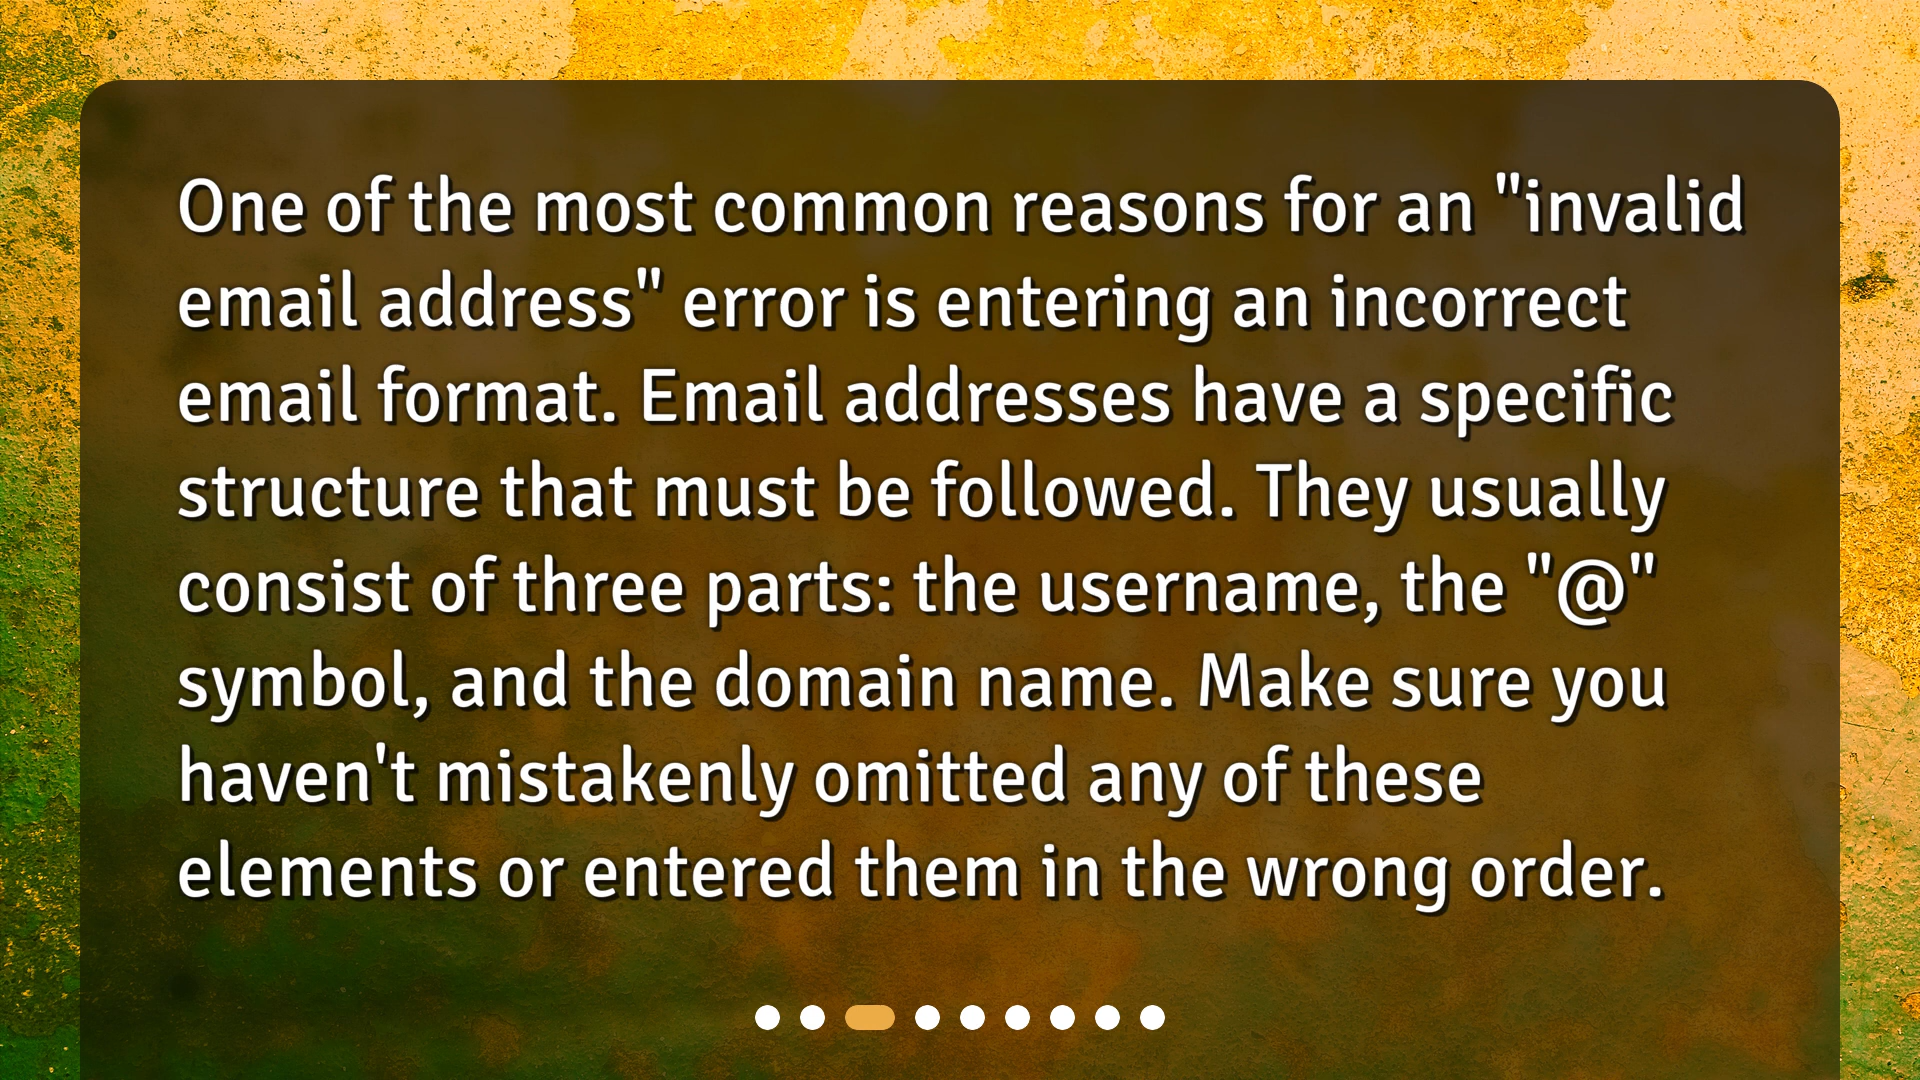 One of the most common reasons for an "invalid
email address" error is entering an incorrect
email format. Email addresses have a specific
structure that must be followed. They usually
consist of three parts: the username, the "@"
symbol, and the domain name. Make sure you
haven't mistakenly omitted any of these
elements or entered them in the wrong order.